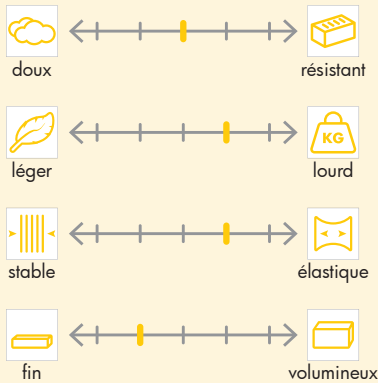 doux résistant
KG
léger lourd
stable élastique
fin volumineux